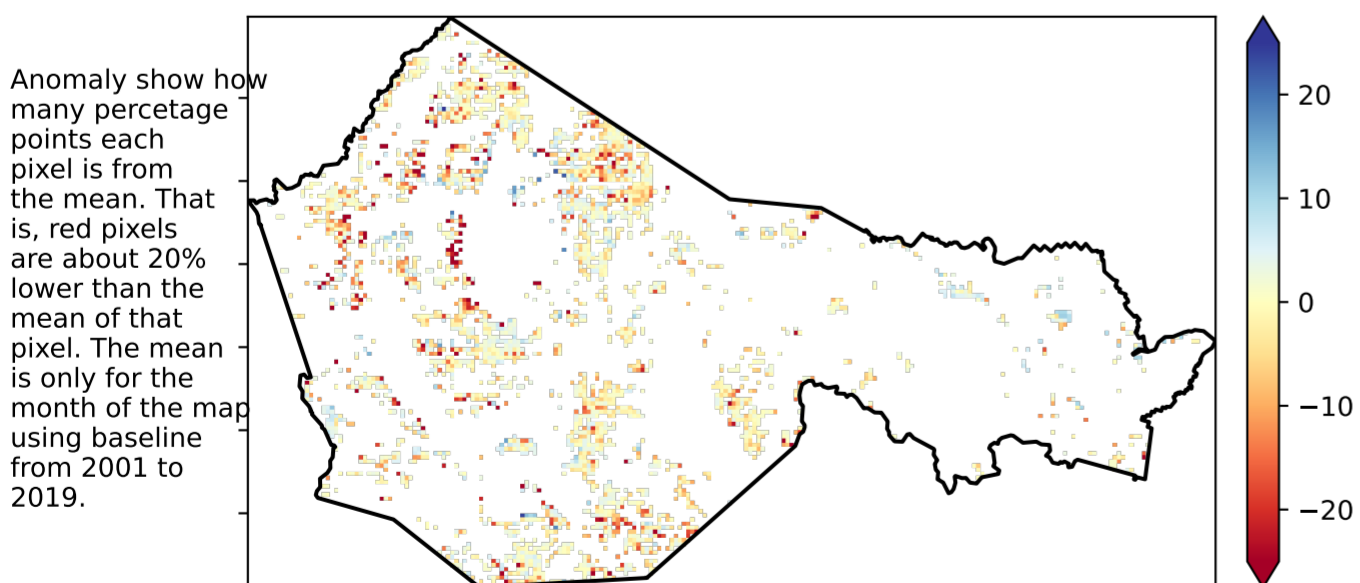 Anomaly show how
many percetage
points each
pixel is from
the mean. That
is, red pixels
are about 20%
lower than the
mean of that
pixel. The mean
is only for the
month of the map
using baseline
from 2001 to
2019.
20
10
0
−10
−20